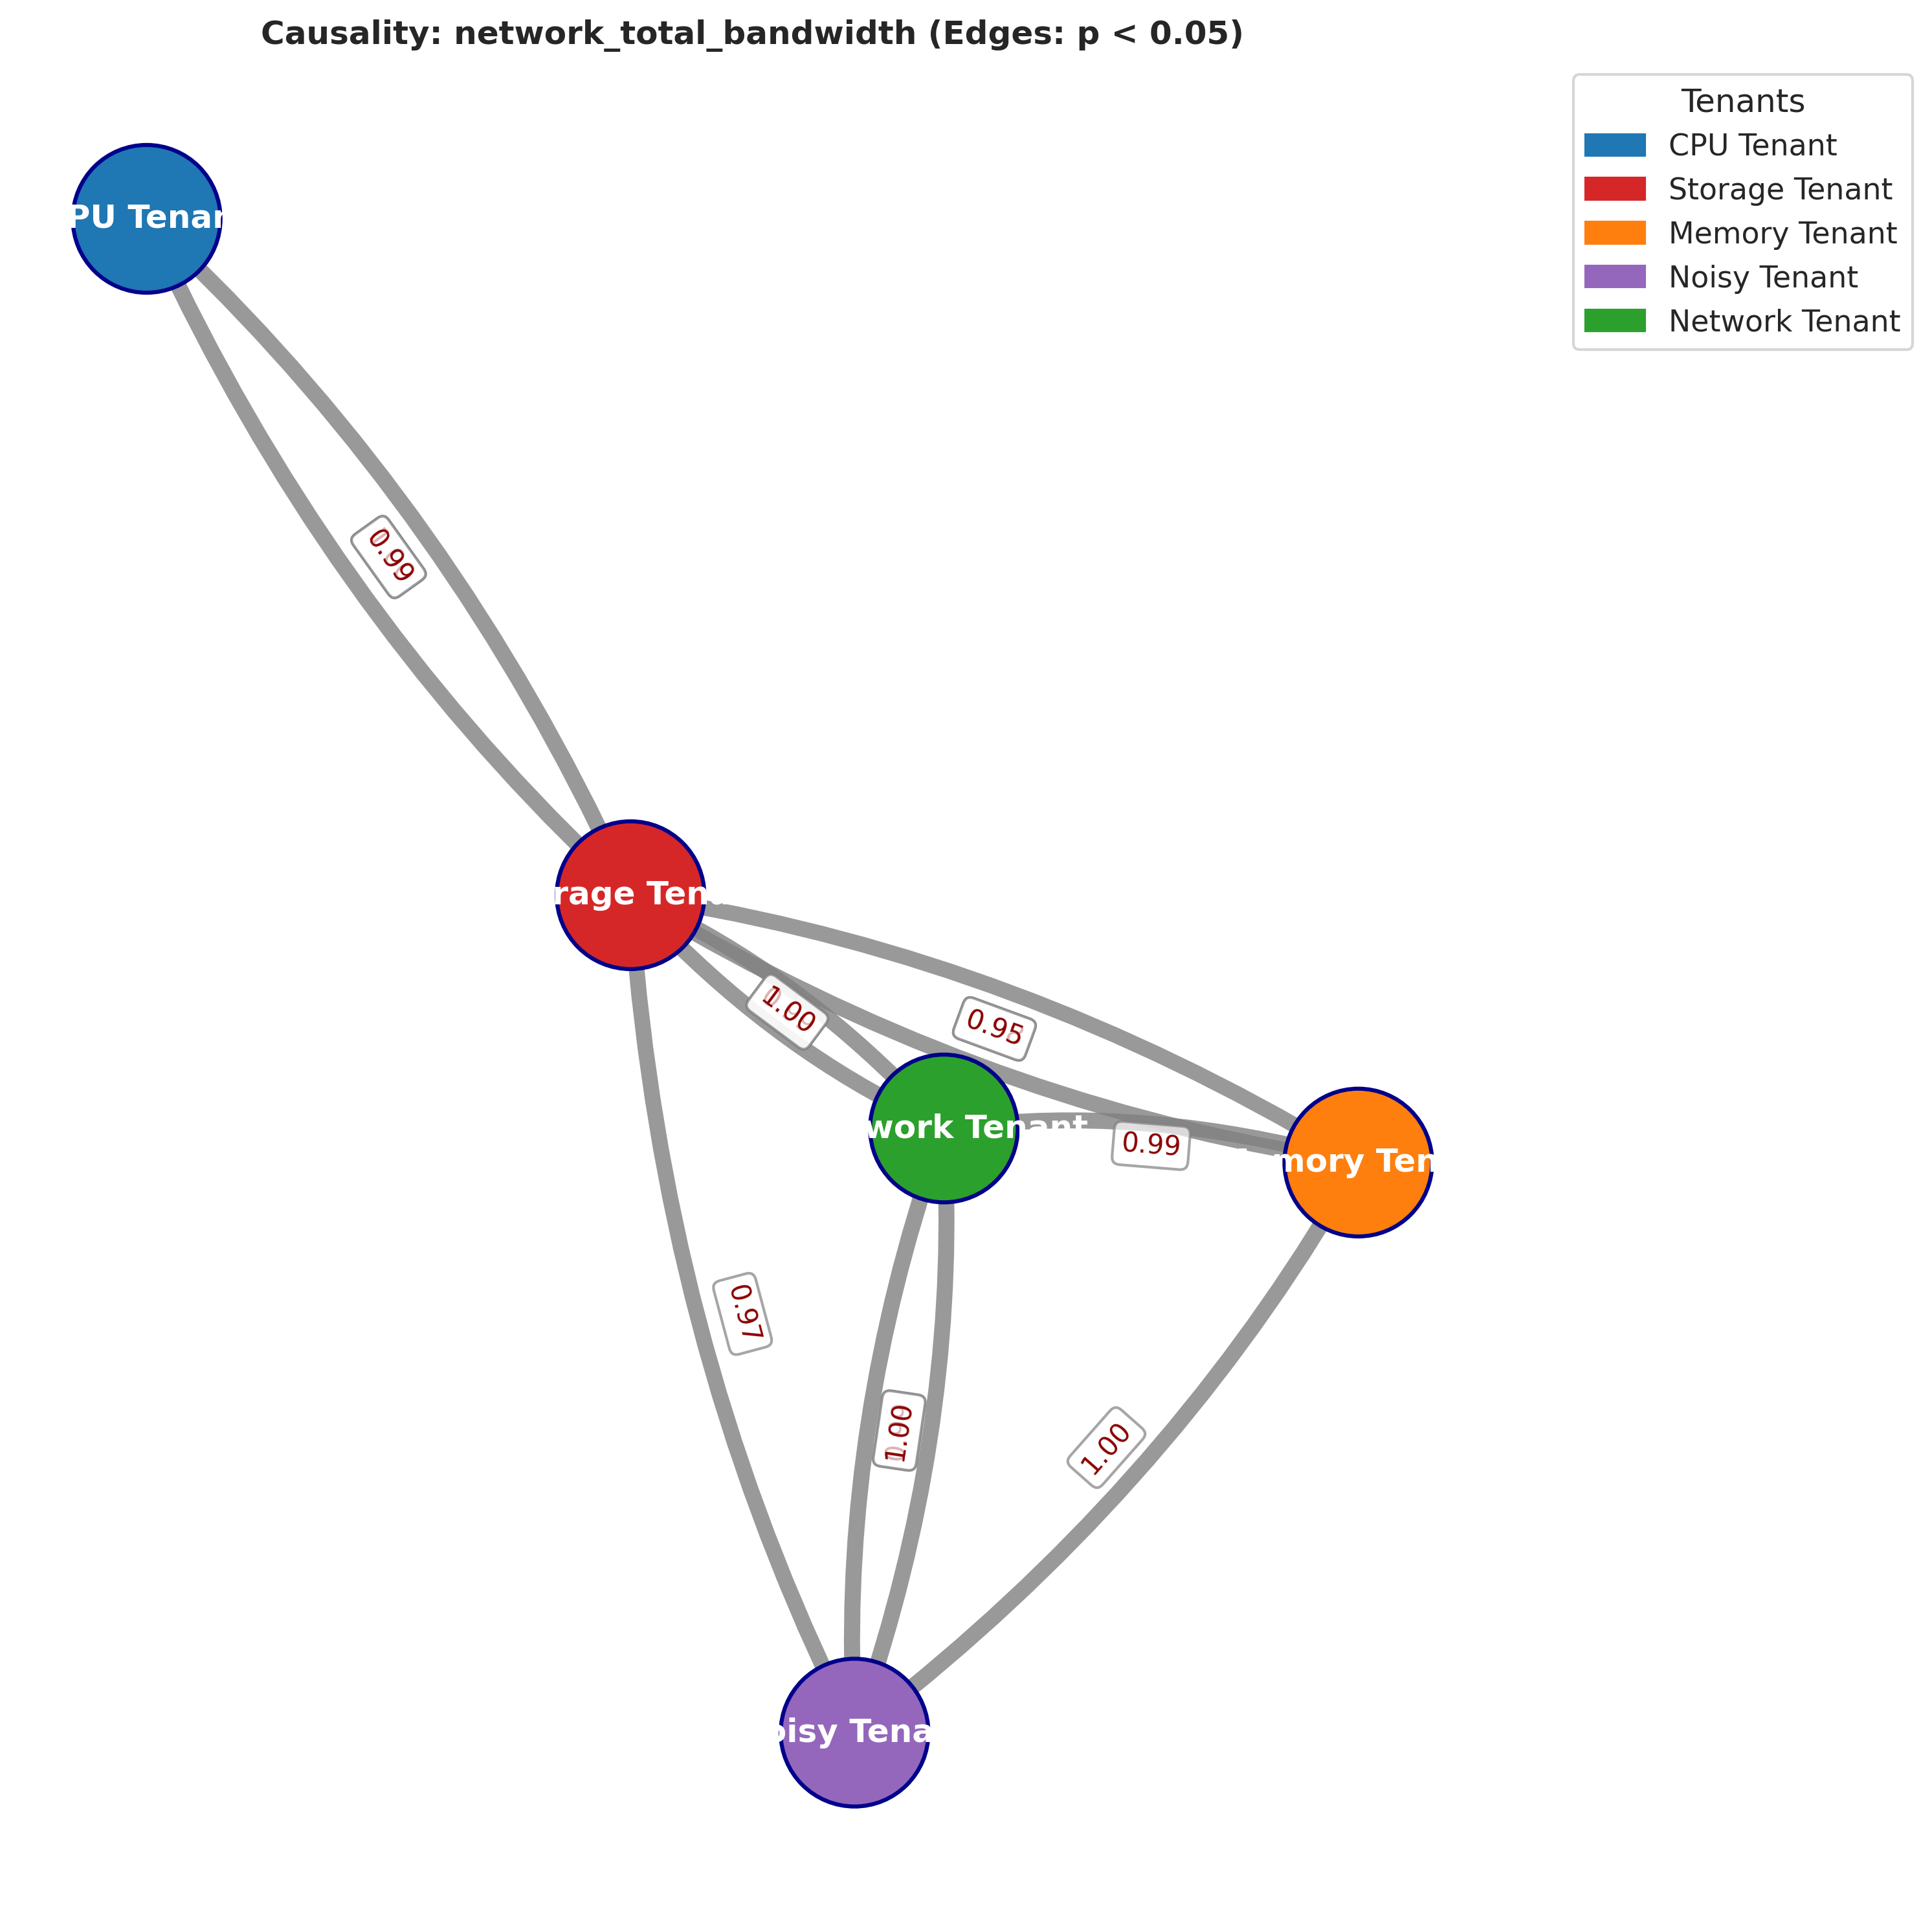 Causality: network_total_bandwidth (Edges: p < 0.05)
Tenants
CPU Tenant
Storage Tenant
Memory Tenant
Noisy Tenant
Network Tenant
PU Tenan
0.99
rage Ten
1.00
0.95
work Tenant
0.99
mory Ten
0.97
1.00
1.00
oisy Tena